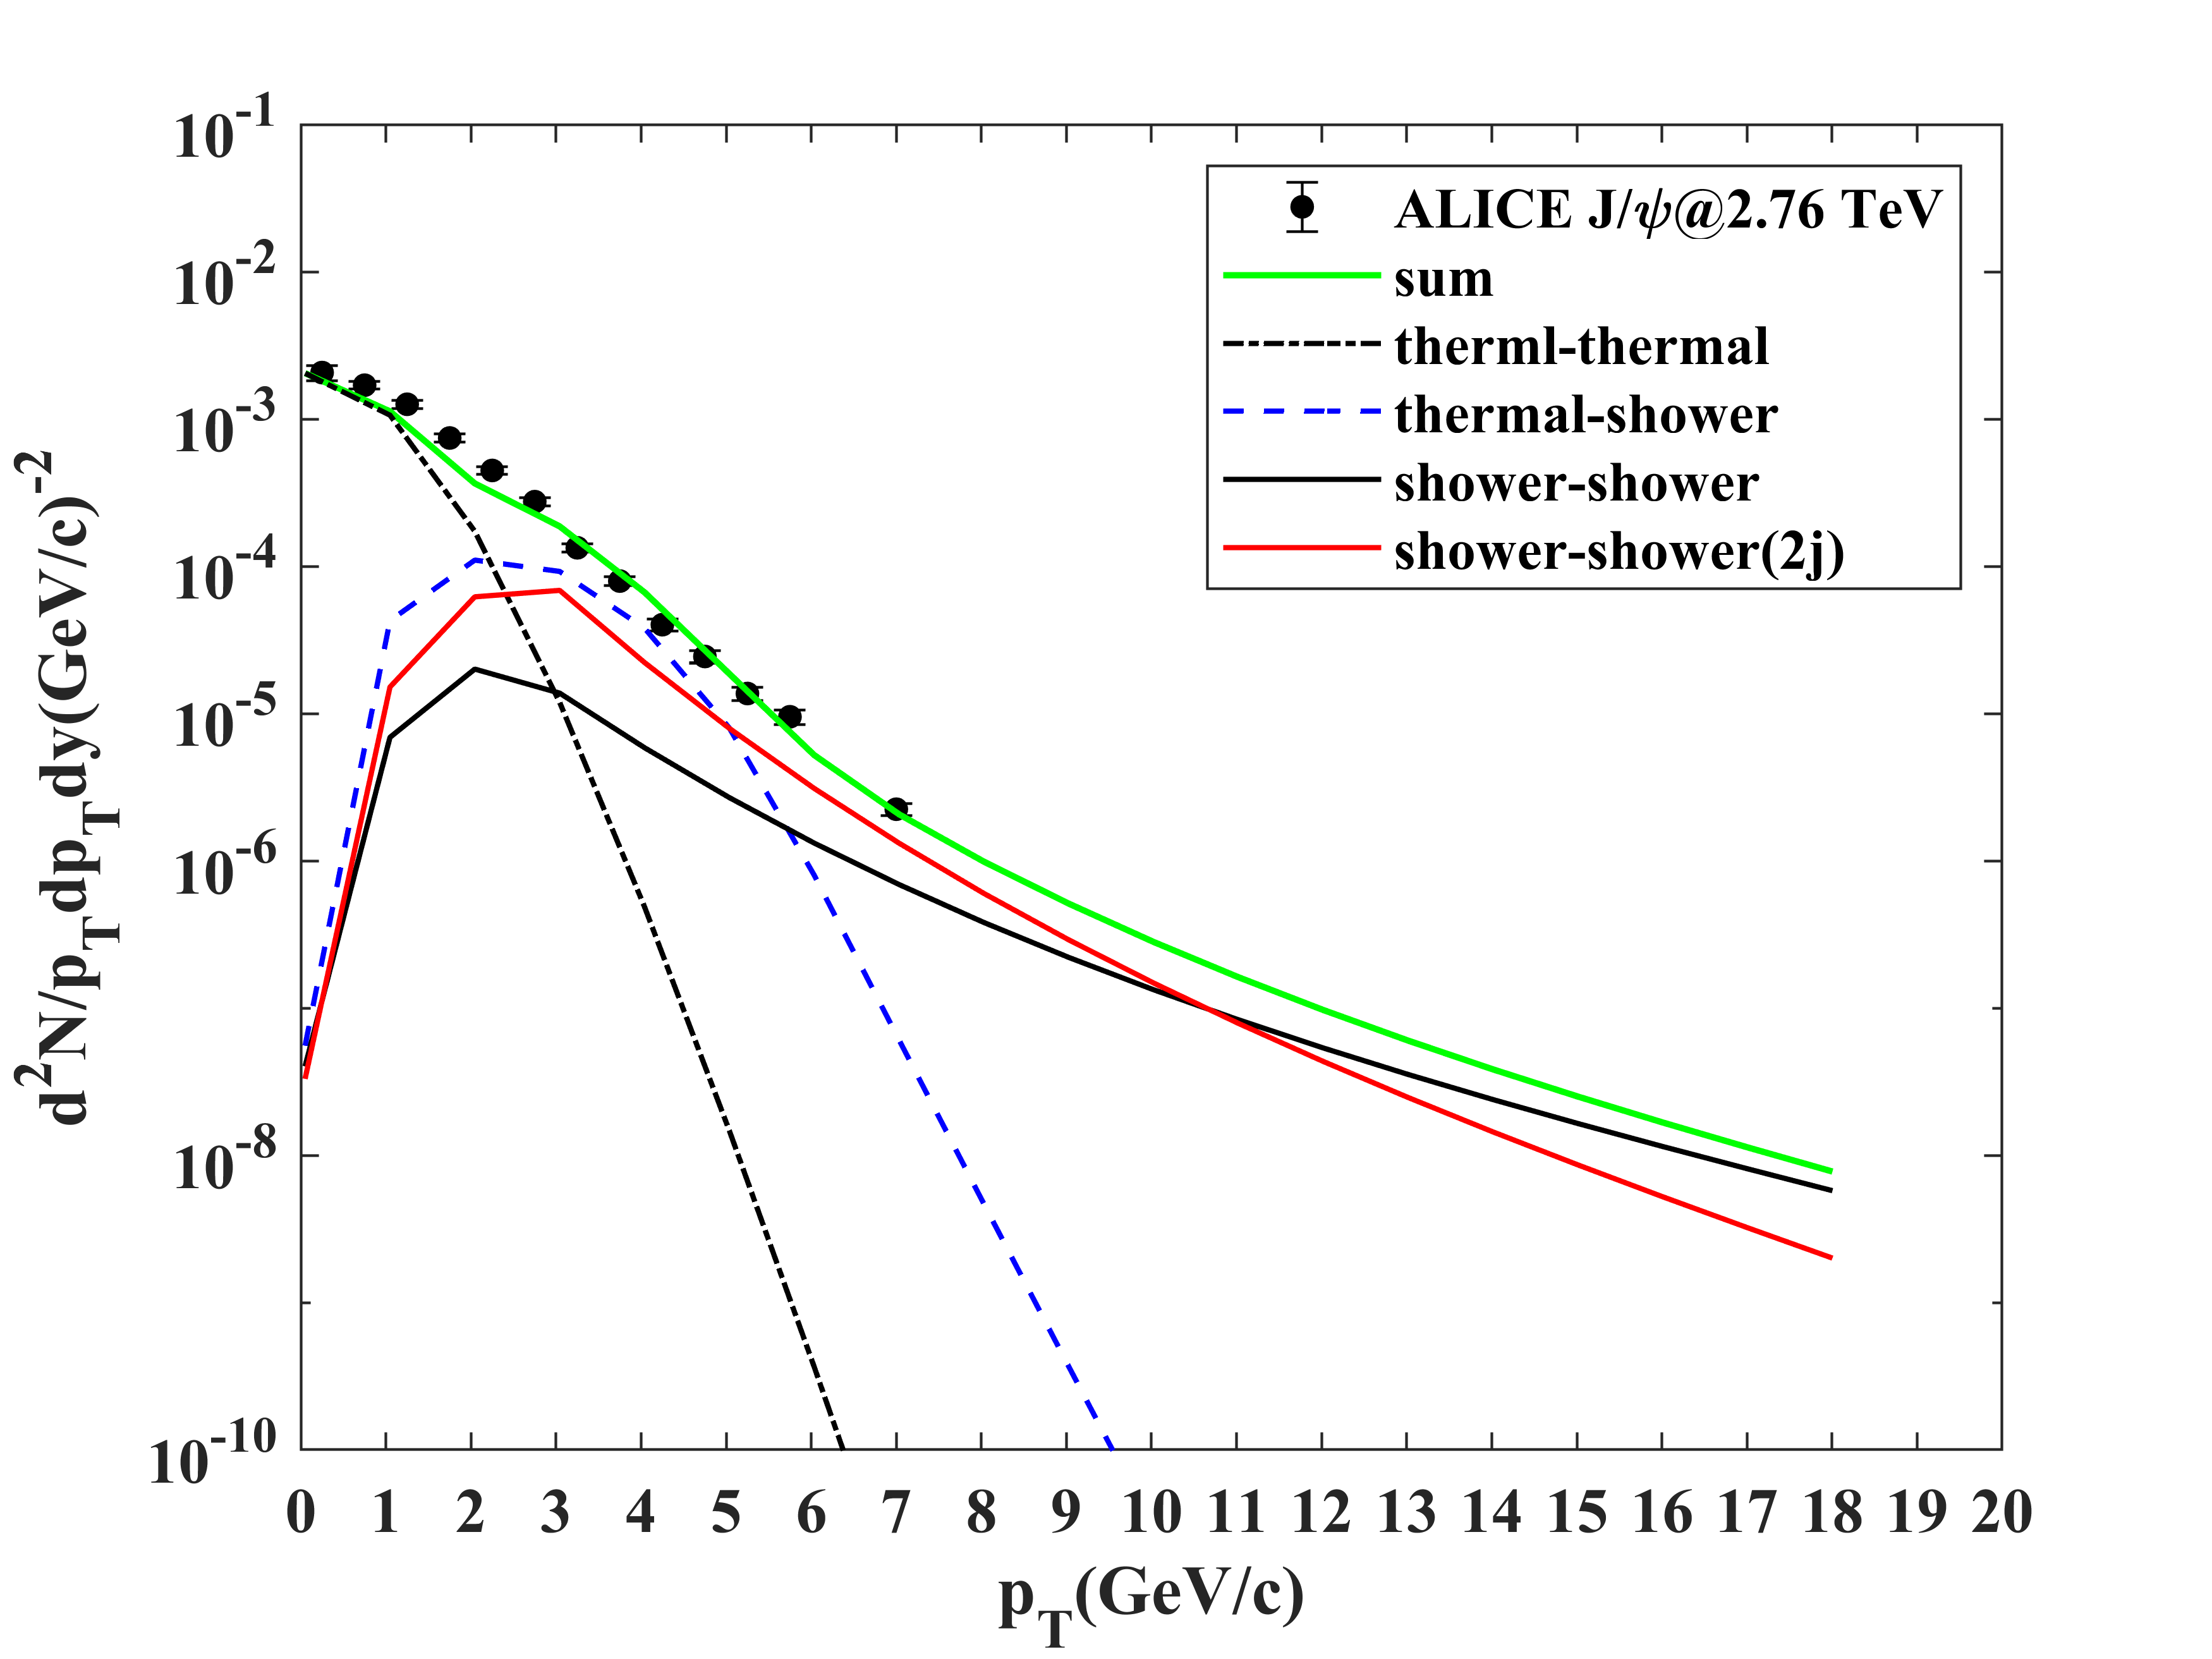 10^-1
10^-2
10^-3
10^-4
10^-5
10^-6
10^-8
10^-10
d^2N/p_Tdp_Tdy(GeV/c)^-2
ALICE J/ψ@2.76 TeV
sum
therml-thermal
thermal-shower
shower-shower
shower-shower(2j)
0 1 2 3 4 5 6 7 8 9 10 11 12 13 14 15 16 17 18 19 20
p_T(GeV/c)